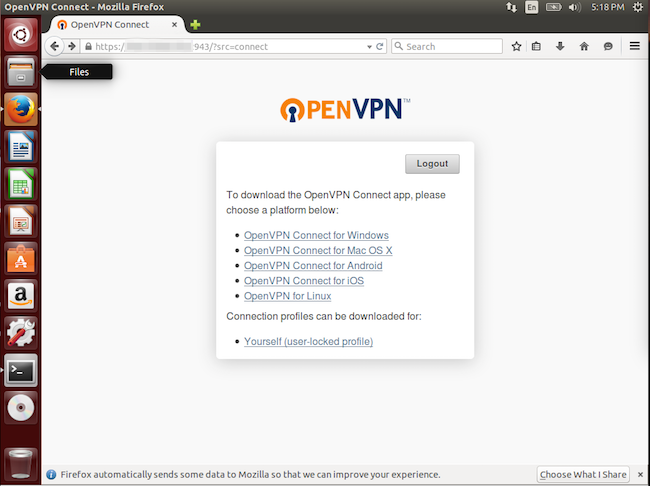 OpenVPN Connect - Mozilla Firefox
En
5:18 PM
OpenVPN Connect
https:
:943/?src=connect
Search
Files
OPENVPN™
Logout
To download the OpenVPN Connect app, please
choose a platform below:
OpenVPN Connect for Windows
OpenVPN Connect for Mac OS X
OpenVPN Connect for Android
OpenVPN Connect for iOS
OpenVPN for Linux
Connection profiles can be downloaded for:
Yourself (user-locked profile)
Firefox automatically sends some data to Mozilla so that we can improve your experience.
Choose What I Share